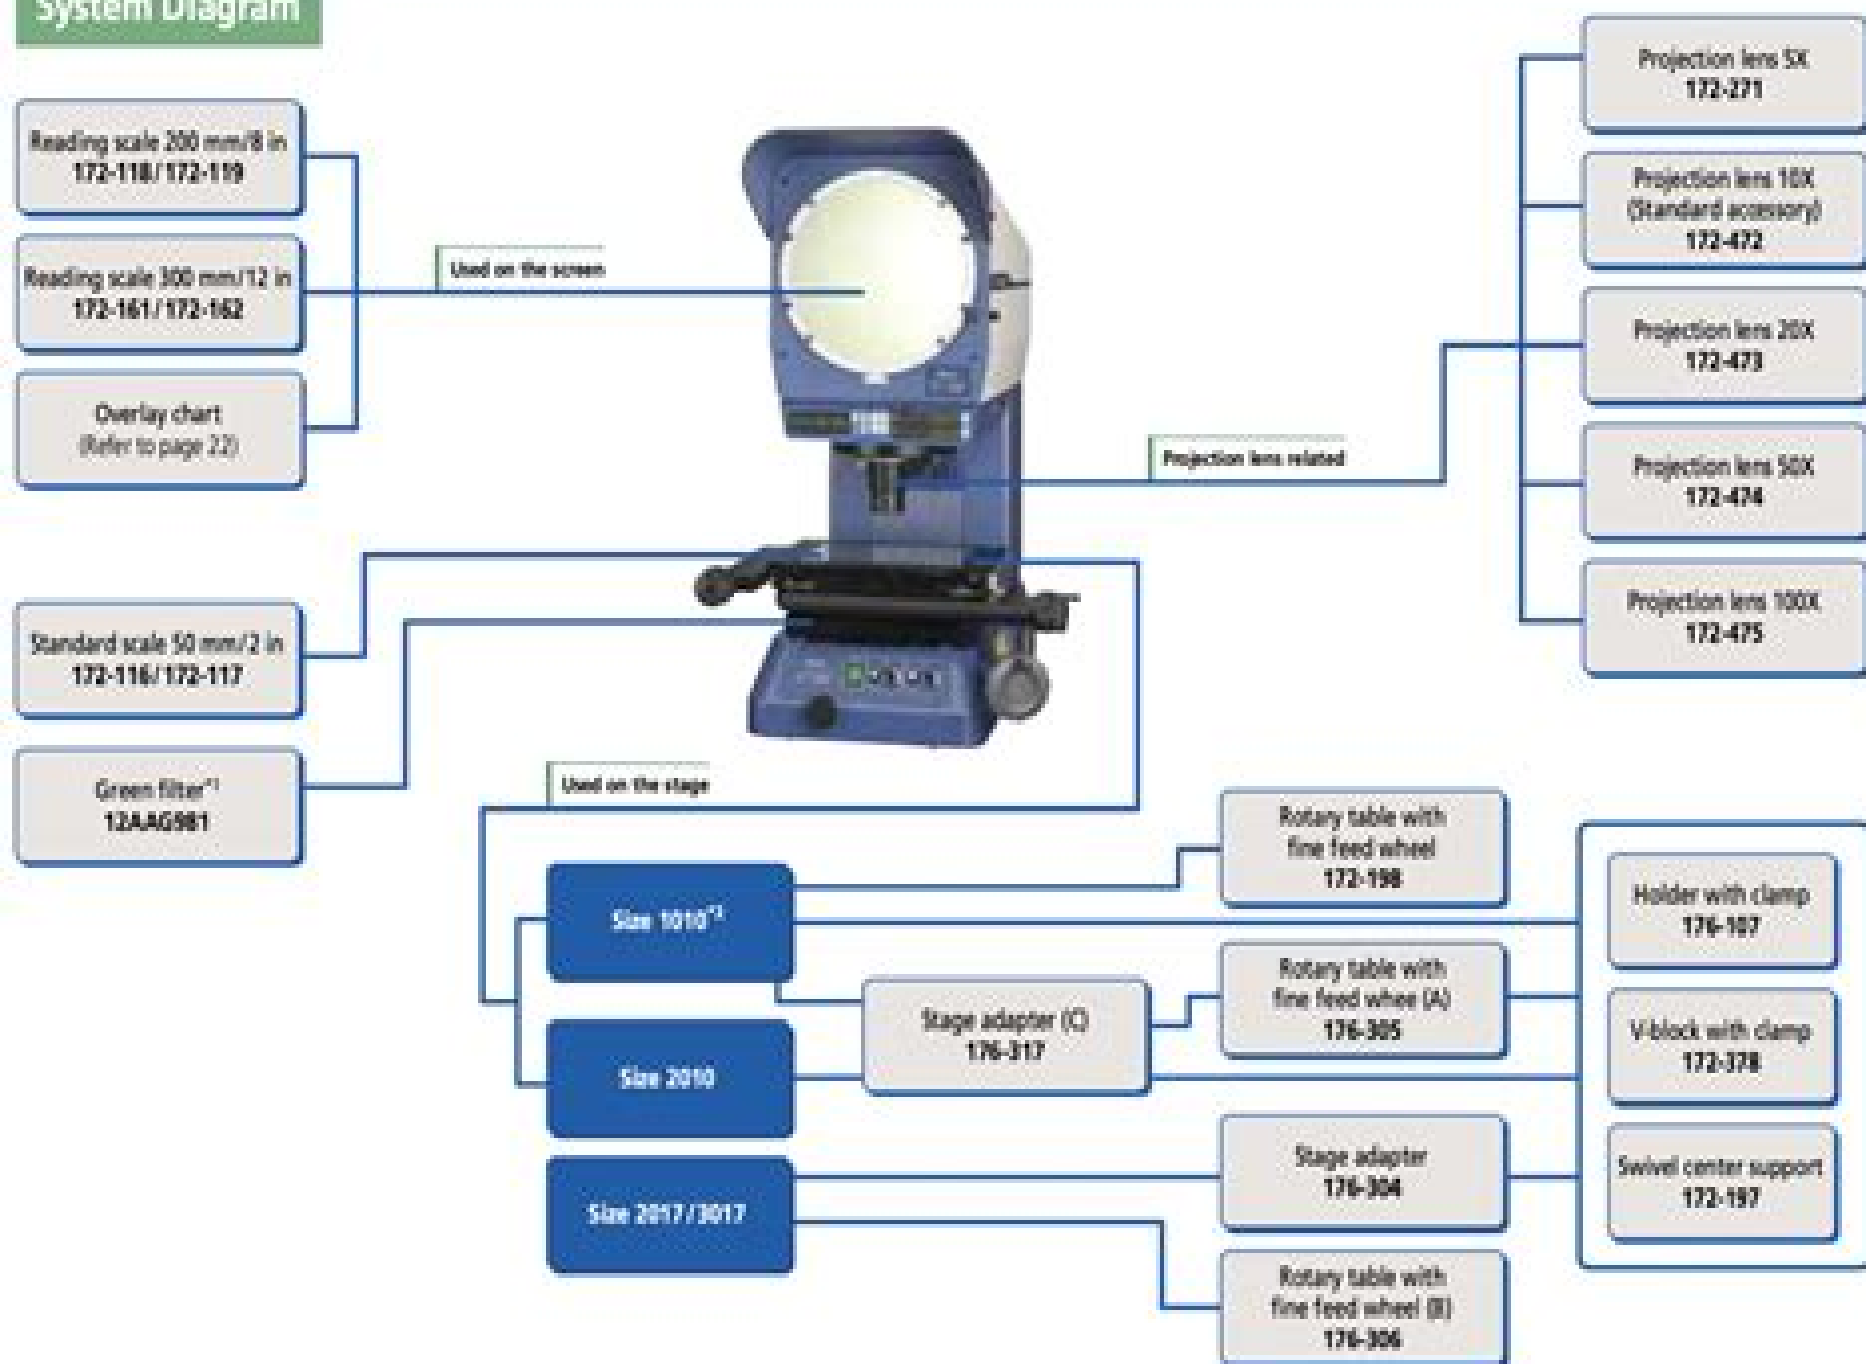 System Diagram
Reading scale 200 mm/8 in
172-118/172-119
Reading scale 300 mm/12 in
172-161/172-162
Overlay chart
(Refer to page 22)
Used on the screen
Standard scale 50 mm/2 in
172-116/172-117
Green filter*1
12AAG981
Projection lens related
Projection lens 5X
172-271
Projection lens 10X
(Standard accessory)
172-472
Projection lens 20X
172-473
Projection lens 50X
172-474
Projection lens 100X
172-475
Used on the stage
Size 1010*2
Size 2010
Size 2017/3017
Stage adapter (C)
176-317
Rotary table with
fine feed wheel
172-198
Rotary table with
fine feed whee (A)
176-305
Stage adapter
176-304
Rotary table with
fine feed wheel (B)
176-306
Holder with clamp
176-107
V-block with clamp
172-378
Swivel center support
172-197